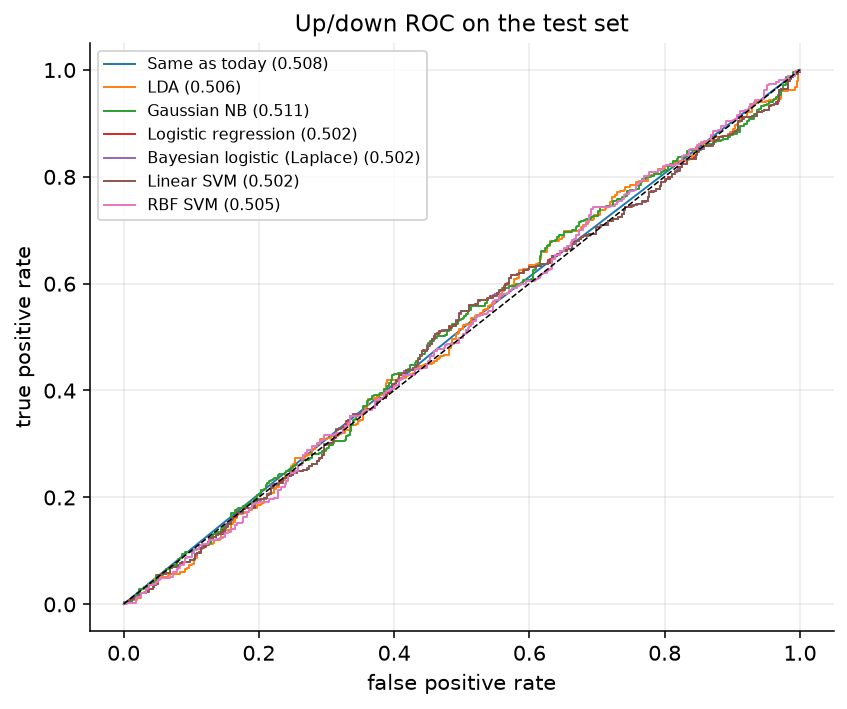 Up/down ROC on the test set
Same as today (0.508)
LDA (0.506)
Gaussian NB (0.511)
Logistic regression (0.502)
Bayesian logistic (Laplace) (0.502)
Linear SVM (0.502)
RBF SVM (0.505)
true positive rate
1.0
0.8
0.6
0.4
0.2
0.0
0.0 0.2 0.4 0.6 0.8 1.0
false positive rate